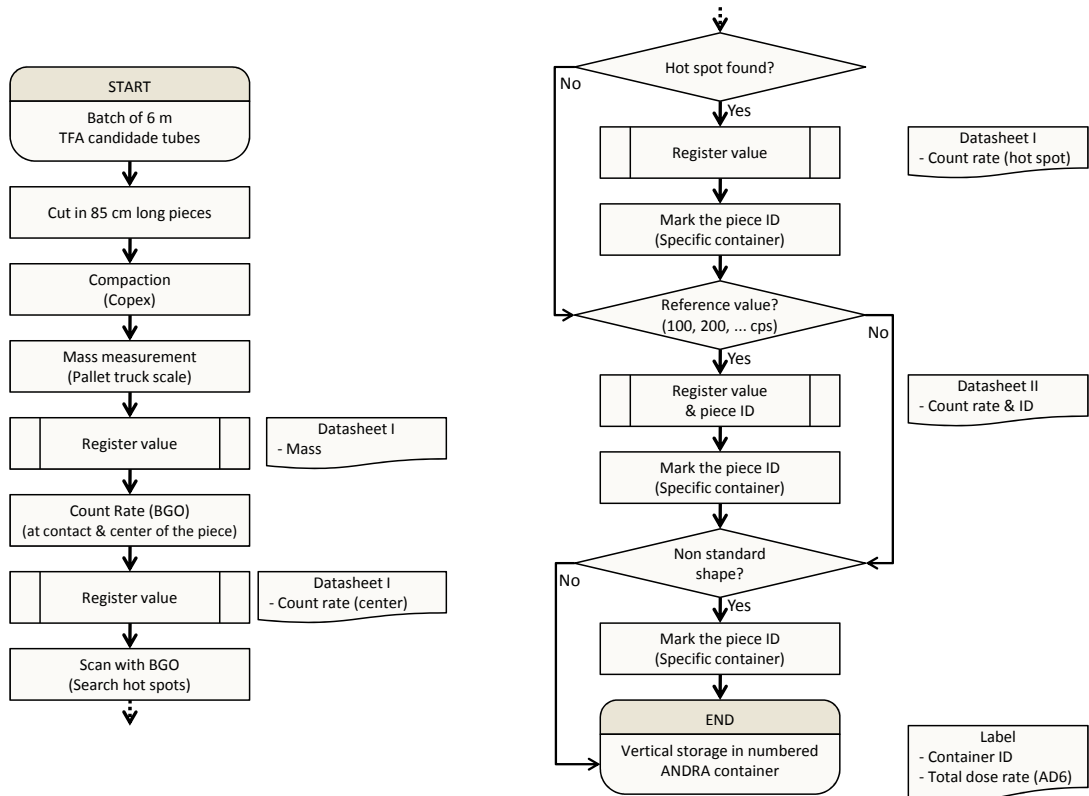 START
Batch of 6 m
TFA candidade tubes
Cut in 85 cm long pieces
Compaction
(Copex)
Mass measurement
(Pallet truck scale)
Register value
Datasheet I
- Mass
Count Rate (BGO)
(at contact & center of the piece)
Register value
Datasheet I
- Count rate (center)
Scan with BGO
(Search hot spots)
Hot spot found?
No
Yes
Register value
Datasheet I
- Count rate (hot spot)
Mark the piece ID
(Specific container)
Reference value?
(100, 200, ... cps)
No
Yes
Register value
& piece ID
Datasheet II
- Count rate & ID
Mark the piece ID
(Specific container)
Non standard
shape?
No
Yes
Mark the piece ID
(Specific container)
END
Vertical storage in numbered
ANDRA container
Label
- Container ID
- Total dose rate (AD6)